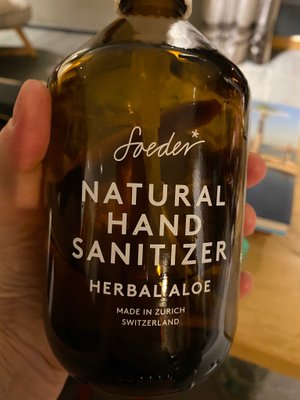 Soeder*
NATURAL
HAND
SANITIZER
HERBAL ALOE
MADE IN ZURICH
SWITZERLAND